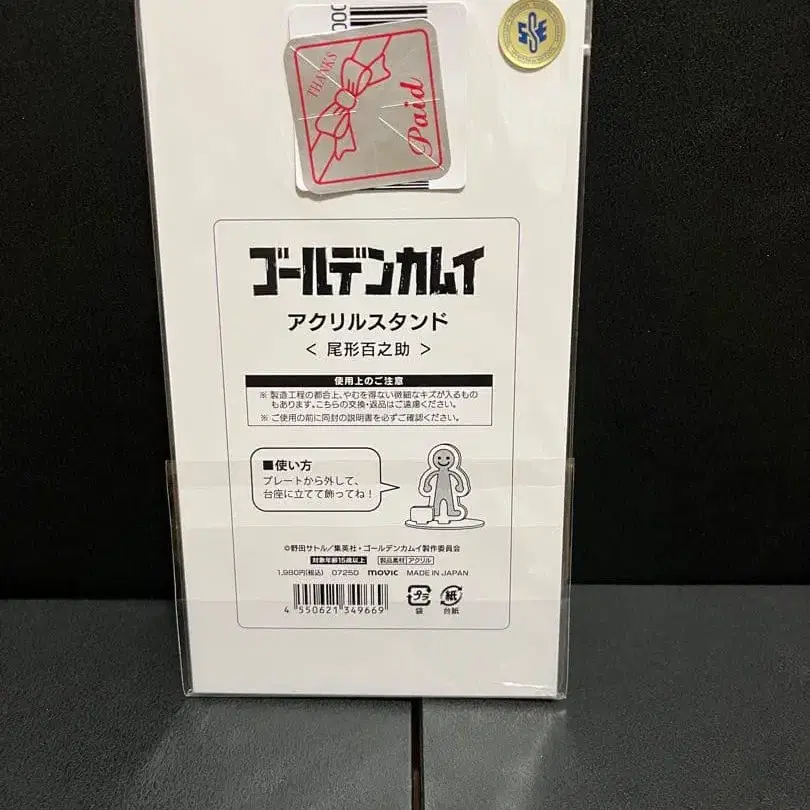 THANKS
Paid
SSE
ゴールデンカムイ
アクリルスタンド
< 尾形百之助 >
使用上のご注意
※ 製造工程の都合上、やむを得ない微細なキズが入るもの
もあります。こちらの交換・返品はご遠慮ください。
※ ご使用の前に同封の説明書を必ずご確認ください。
■使い方
プレートから外して、
台座に立てて飾ってね!
©野田サトル/集英社・ゴールデンカムイ製作委員会
対象年齢15歳以上 製品素材 アクリル
1,980円(税込) 07250 movic MADE IN JAPAN
4 550621 349669
プラ 紙
袋 台紙